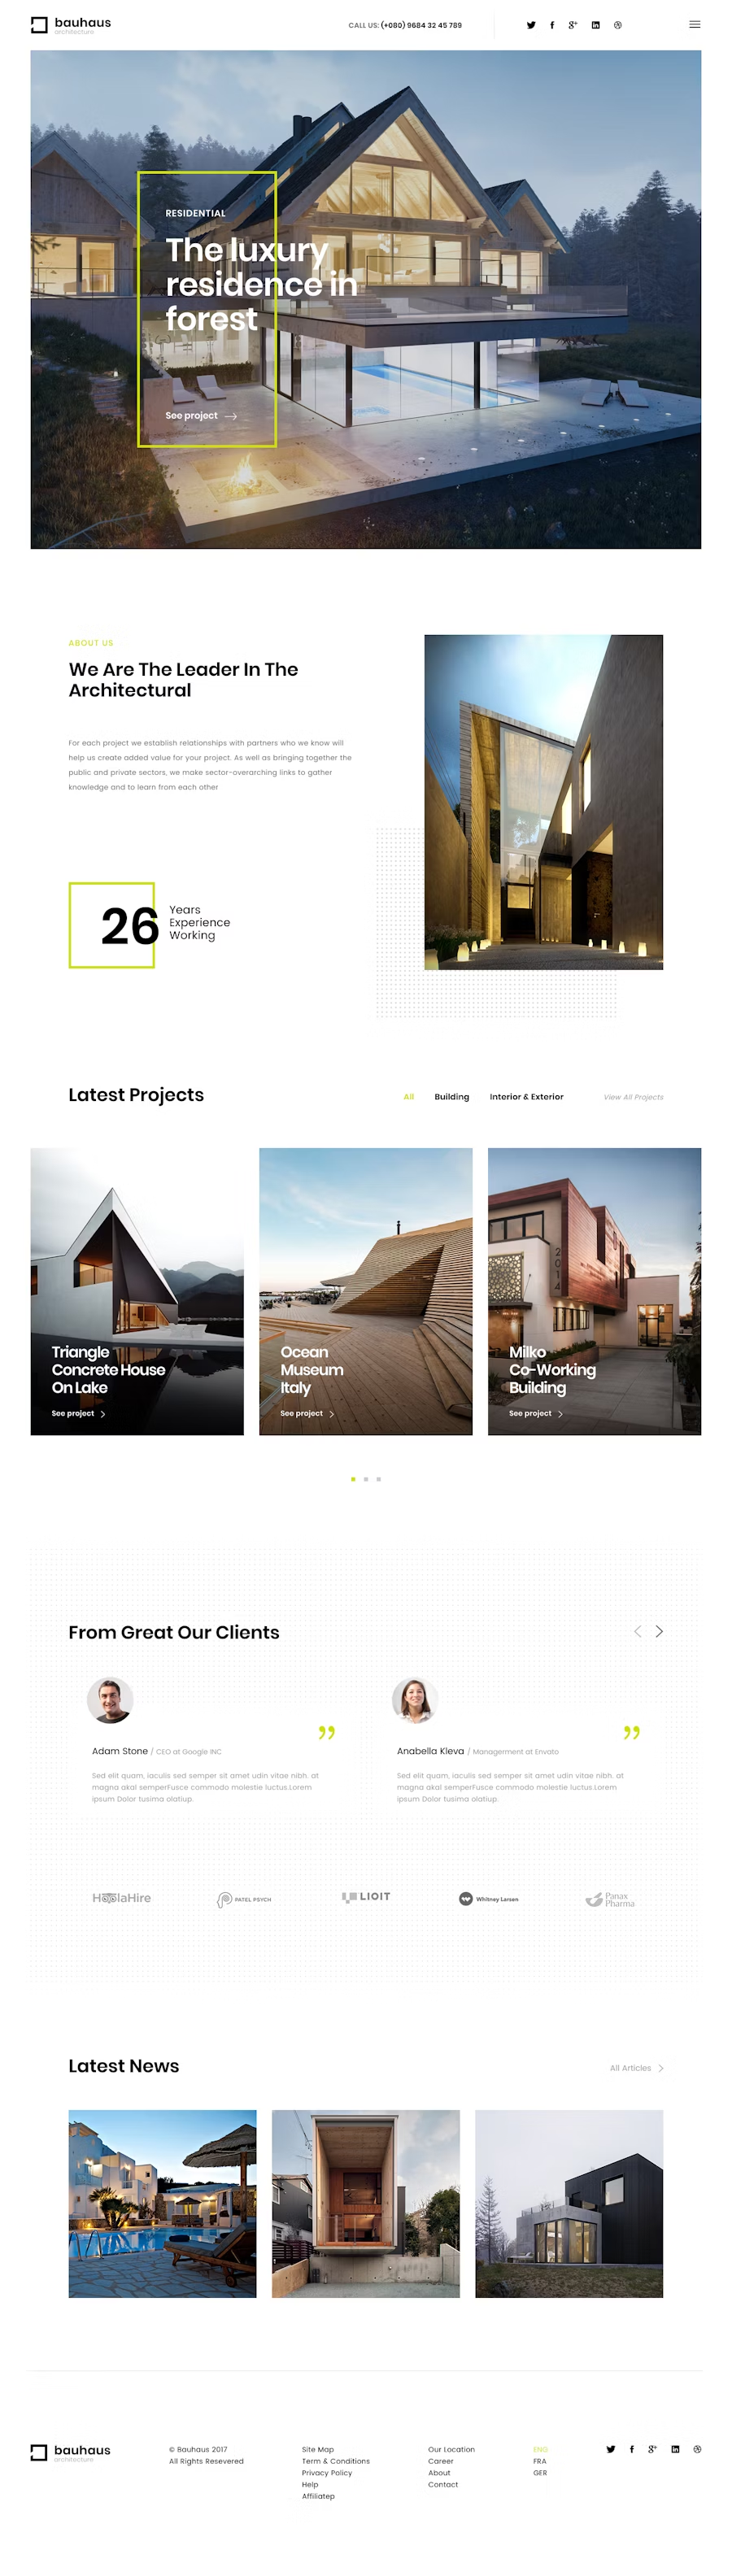 bauhaus
architecture
CALL US: (+080) 9684 32 45 789
RESIDENTIAL
The luxury
residence in
forest
See project
ABOUT US
We Are The Leader In The
Architectural
For each project we establish relationships with partners who we know will
help us create added value for your project. As well as bringing together the
public and private sectors, we make sector-overarching links to gather
knowledge and to learn from each other
26
Years
Experience
Working
Latest Projects
All
Building
Interior & Exterior
View All Projects
Triangle
Concrete House
On Lake
See project
Ocean
Museum
Italy
See project
2014
Milko
Co-Working
Building
See project
From Great Our Clients
Adam Stone / CEO at Google INC
Sed elit quam, iaculis sed semper sit amet udin vitae nibh. at
magna akal semperFusce commodo molestie luctus.Lorem
ipsum Dolor tusima olatiup.
Anabella Kleva / Managerment at Envato
Sed elit quam, iaculis sed semper sit amet udin vitae nibh. at
magna akal semperFusce commodo molestie luctus.Lorem
ipsum Dolor tusima olatiup.
HoolaHire
PATEL PSYCH
LIOIT
Whitney Larsen
Panax
Pharma
Latest News
All Articles
bauhaus
architecture
© Bauhaus 2017
All Rights Resevered
Site Map
Term & Conditions
Privacy Policy
Help
Affiliatep
Our Location
Career
About
Contact
ENG
FRA
GER